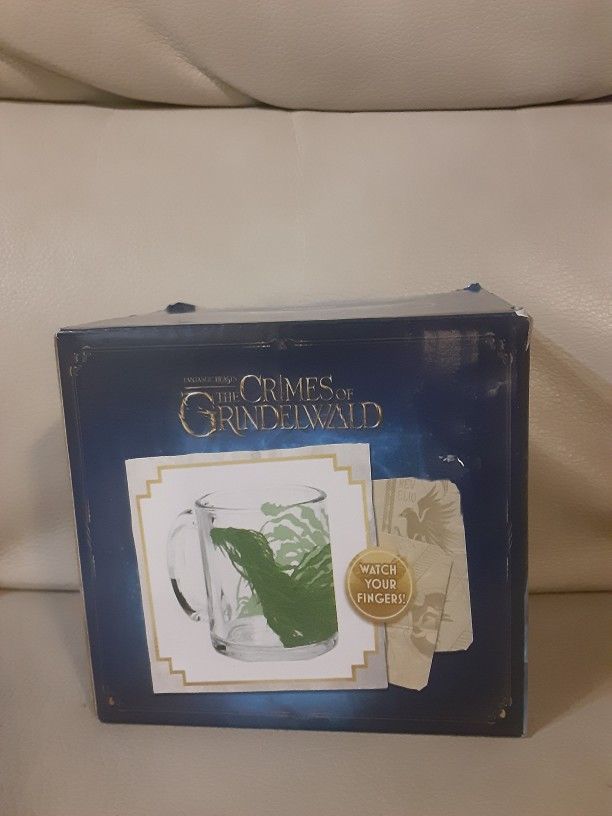 FANTASTIC BEASTS
THE CRIMES OF
GRINDELWALD
WATCH
YOUR
FINGERS!